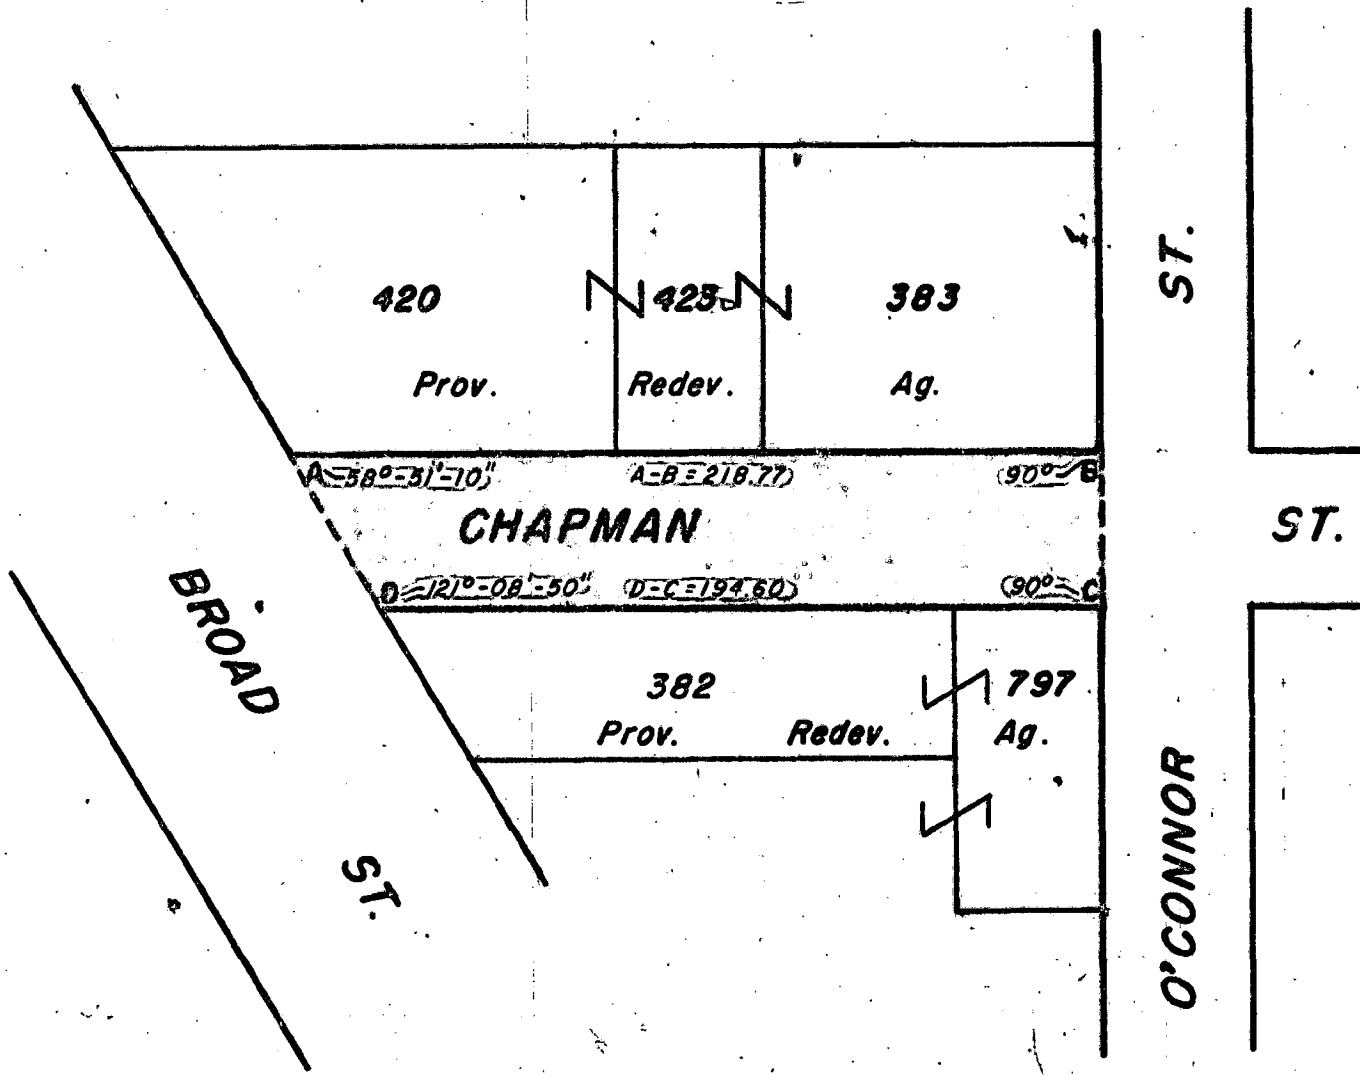 ST.
420 423 383
Prov. Redev. Ag.
A 58°-51'-10" A-B = 218.77 90° B
CHAPMAN ST.
D 121°-08'-50" D-C = 194.60 90° C
BROAD ST.
382 797
Prov. Redev. Ag.
O'CONNOR